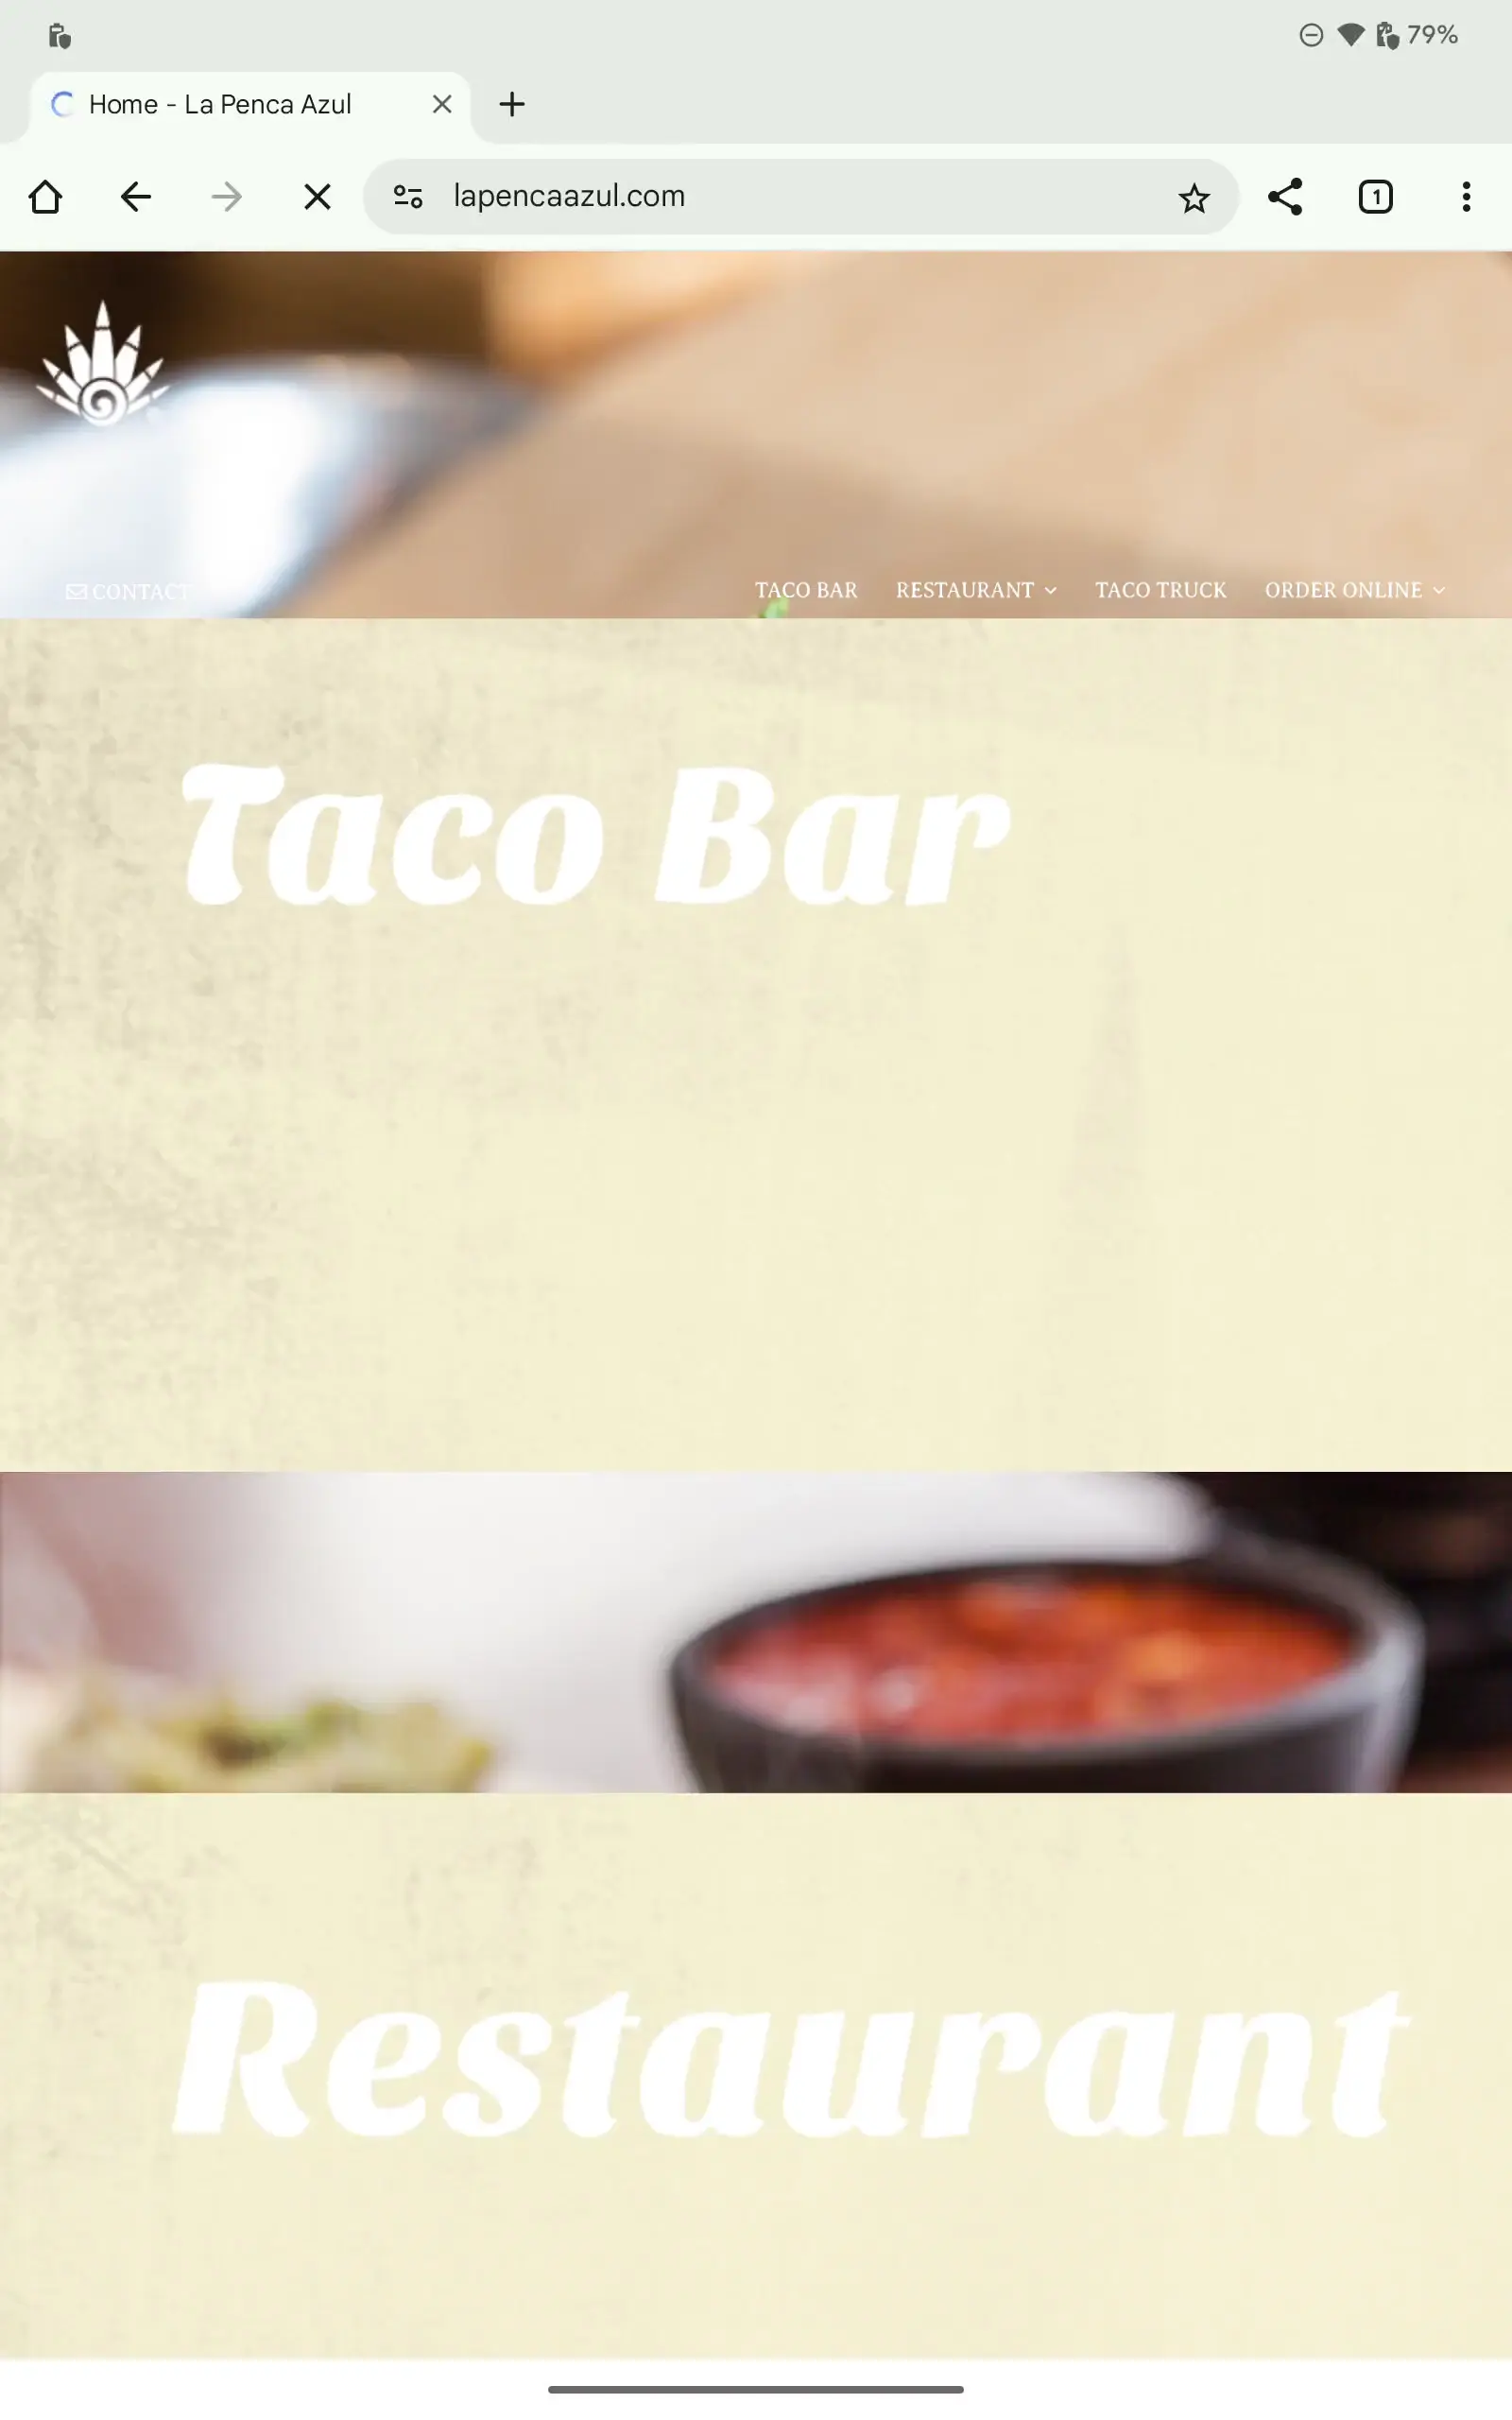 79%
Home - La Penca Azul
lapencaazul.com
1
CONTACT
TACO BAR RESTAURANT TACO TRUCK ORDER ONLINE
Taco Bar
Restaurant